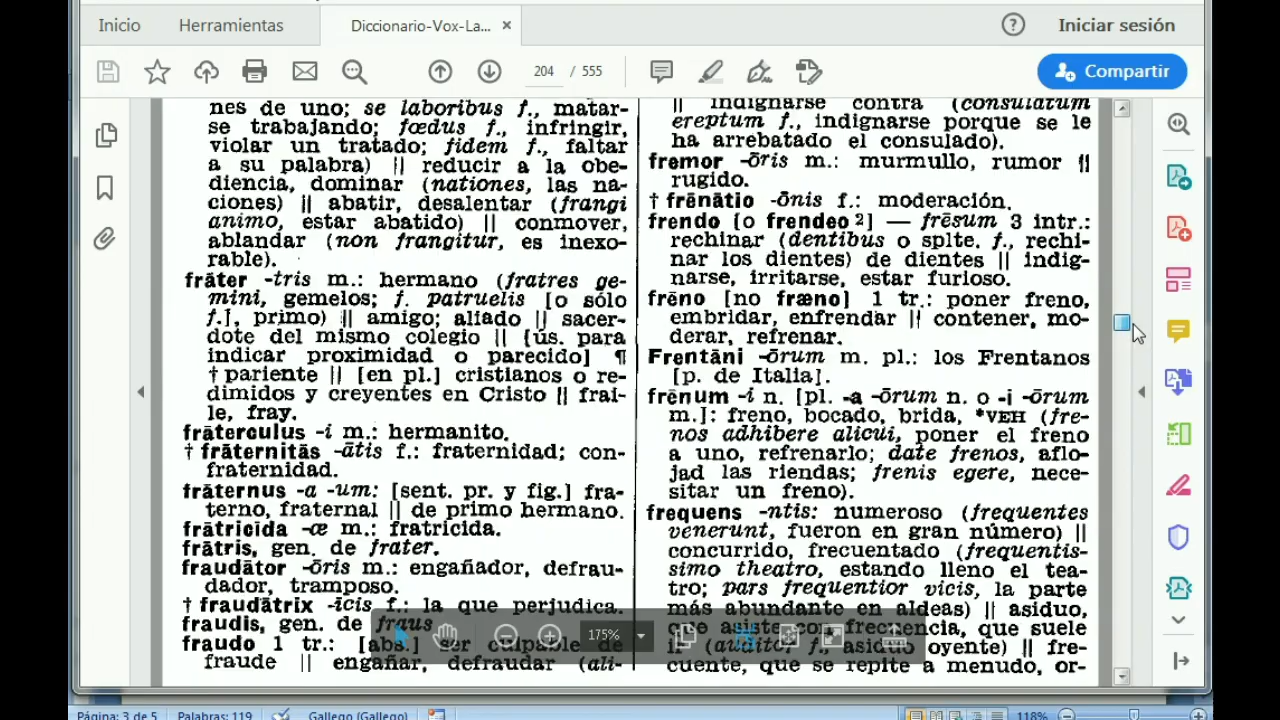 Inicio
Herramientas
Diccionario-Vox-La... ×
?
Iniciar sesión
204 / 555
Compartir
nes de uno; se laboribus f., matar-
se trabajando; fœdus f., infringir,
violar un tratado; fidem f., faltar
a su palabra) || reducir a la obe-
diencia, dominar (nationes, las na-
ciones) || abatir, desalentar (frangi
animo, estar abatido) || conmover,
ablandar (non frangitur, es inexo-
rable).
frāter -tris m.: hermano (fratres ge-
mini, gemelos; f. patruelis [o sólo
f.], primo) || amigo; aliado || sacer-
dote del mismo colegio || [ús. para
indicar proximidad o parecido] ¶
† pariente || [en pl.] cristianos o re-
dimidos y creyentes en Cristo || frai-
le, fray.
frāterculus -i m.: hermanito.
† frāternitās -ātis f.: fraternidad; con-
fraternidad.
frāternus -a -um: [sent. pr. y fig.] fra-
terno, fraternal || de primo hermano.
frātricīda -æ m.: fratricida.
frātris, gen. de frater.
fraudātor -ōris m.: engañador, defrau-
dador, tramposo.
† fraudātrix -īcis f.: la que perjudica.
fraudis, gen. de fraus
fraudo 1 tr.: [abs.] ser culpable de
fraude || engañar, defraudar (ali-
|| indignarse contra (consulatum
ereptum f., indignarse porque se le
ha arrebatado el consulado).
fremor -ōris m.: murmullo, rumor ¶
rugido.
† frēnātio -ōnis f.: moderación.
frendo [o frendeo 2] — frēsum 3 intr.:
rechinar (dentibus o splte. f., rechi-
nar los dientes) de dientes || indig-
narse, irritarse, estar furioso.
frēno [no fræno] 1 tr.: poner freno,
embridar, enfrendar || contener, mo-
derar, refrenar.
Frentāni -ōrum m. pl.: los Frentanos
[p. de Italia].
frēnum -i n. [pl. -a -ōrum n. o -i -ōrum
m.]: freno, bocado, brida, *VEH (fre-
nos adhibere alicui, poner el freno
a uno, refrenarlo; date frenos, aflo-
jad las riendas; frenis egere, nece-
sitar un freno).
frequens -ntis: numeroso (frequentes
venerunt, fueron en gran número) ||
concurrido, frecuentado (frequentis-
simo theatro, estando lleno el tea-
tro; pars frequentior vicis, la parte
más abundante en aldeas) || asiduo,
que asiste con frecuencia, que suele
ir (auditor f., asiduo oyente) || fre-
cuente, que se repite a menudo, or-
175%
Página: 3 de 5
Palabras: 119
Gallego (Gallego)
118%